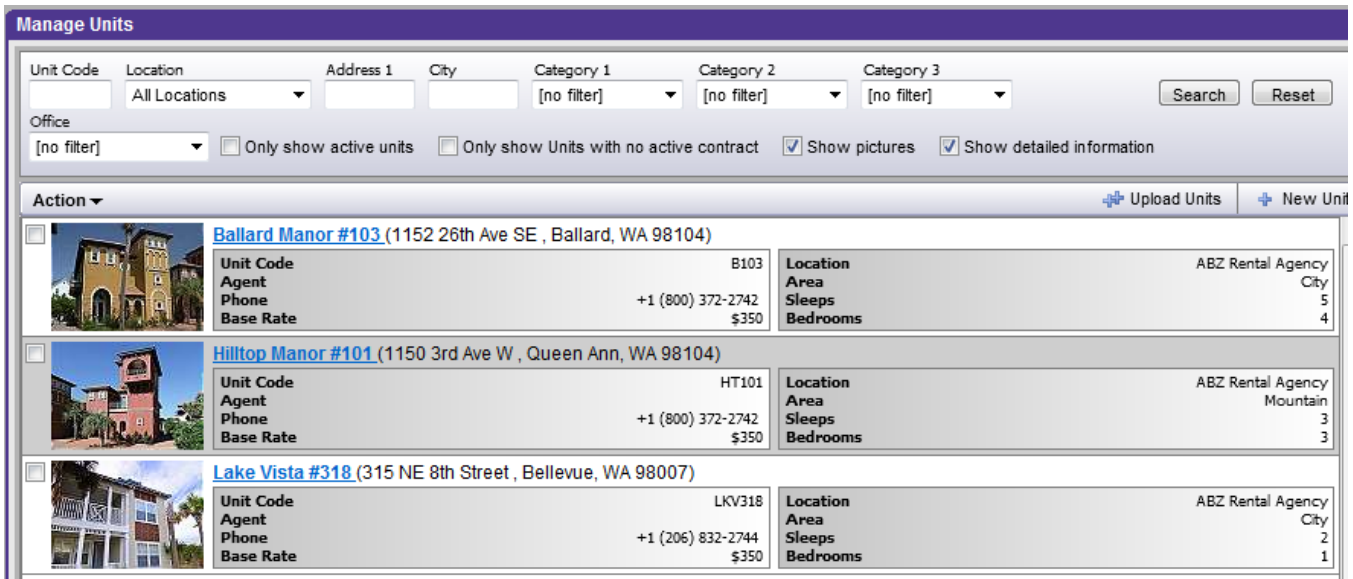 Manage Units
Unit Code Location Address 1 City Category 1 Category 2 Category 3
All Locations [no filter] [no filter] [no filter] Search Reset
Office
[no filter] Only show active units Only show Units with no active contract Show pictures Show detailed information
Action Upload Units New Unit
Ballard Manor #103 (1152 26th Ave SE , Ballard, WA 98104)
Unit Code B103 Location ABZ Rental Agency
Agent Area City
Phone +1 (800) 372-2742 Sleeps 5
Base Rate $350 Bedrooms 4
Hilltop Manor #101 (1150 3rd Ave W , Queen Ann, WA 98104)
Unit Code HT101 Location ABZ Rental Agency
Agent Area Mountain
Phone +1 (800) 372-2742 Sleeps 3
Base Rate $350 Bedrooms 3
Lake Vista #318 (315 NE 8th Street , Bellevue, WA 98007)
Unit Code LKV318 Location ABZ Rental Agency
Agent Area City
Phone +1 (206) 832-2744 Sleeps 2
Base Rate $350 Bedrooms 1